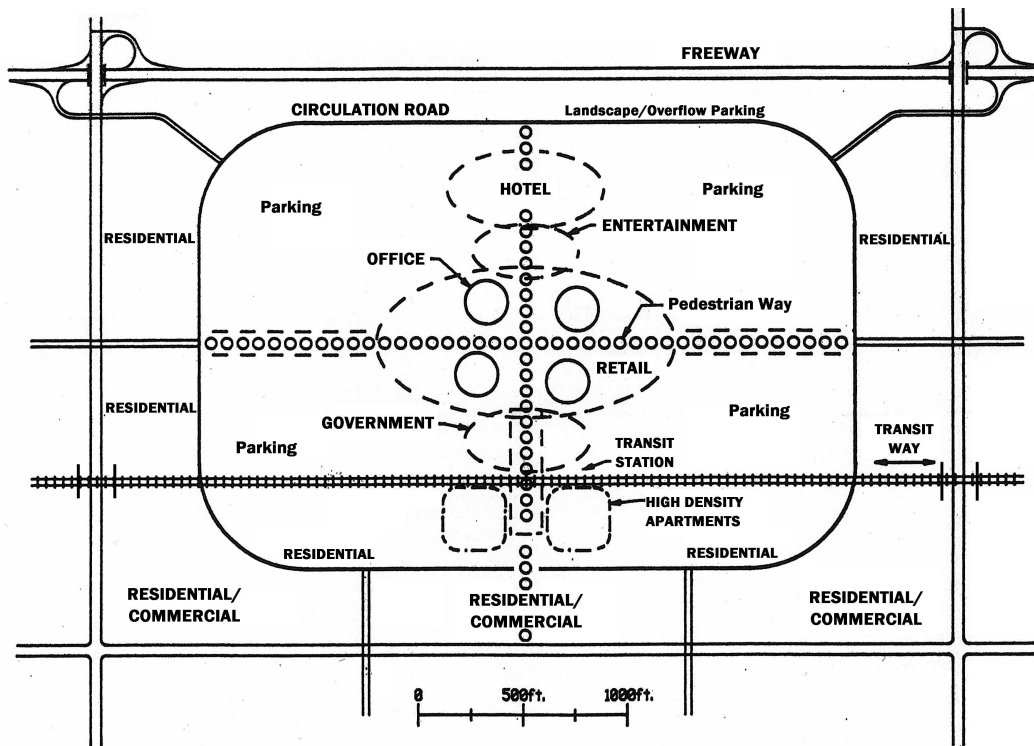 FREEWAY
CIRCULATION ROAD
Landscape/Overflow Parking
HOTEL
Parking
Parking
ENTERTAINMENT
RESIDENTIAL
RESIDENTIAL
OFFICE
Pedestrian Way
RETAIL
RESIDENTIAL
Parking
GOVERNMENT
Parking
TRANSIT
STATION
TRANSIT
WAY
HIGH DENSITY
APARTMENTS
RESIDENTIAL
RESIDENTIAL
RESIDENTIAL/
COMMERCIAL
RESIDENTIAL/
COMMERCIAL
RESIDENTIAL/
COMMERCIAL
0 500ft. 1000ft.